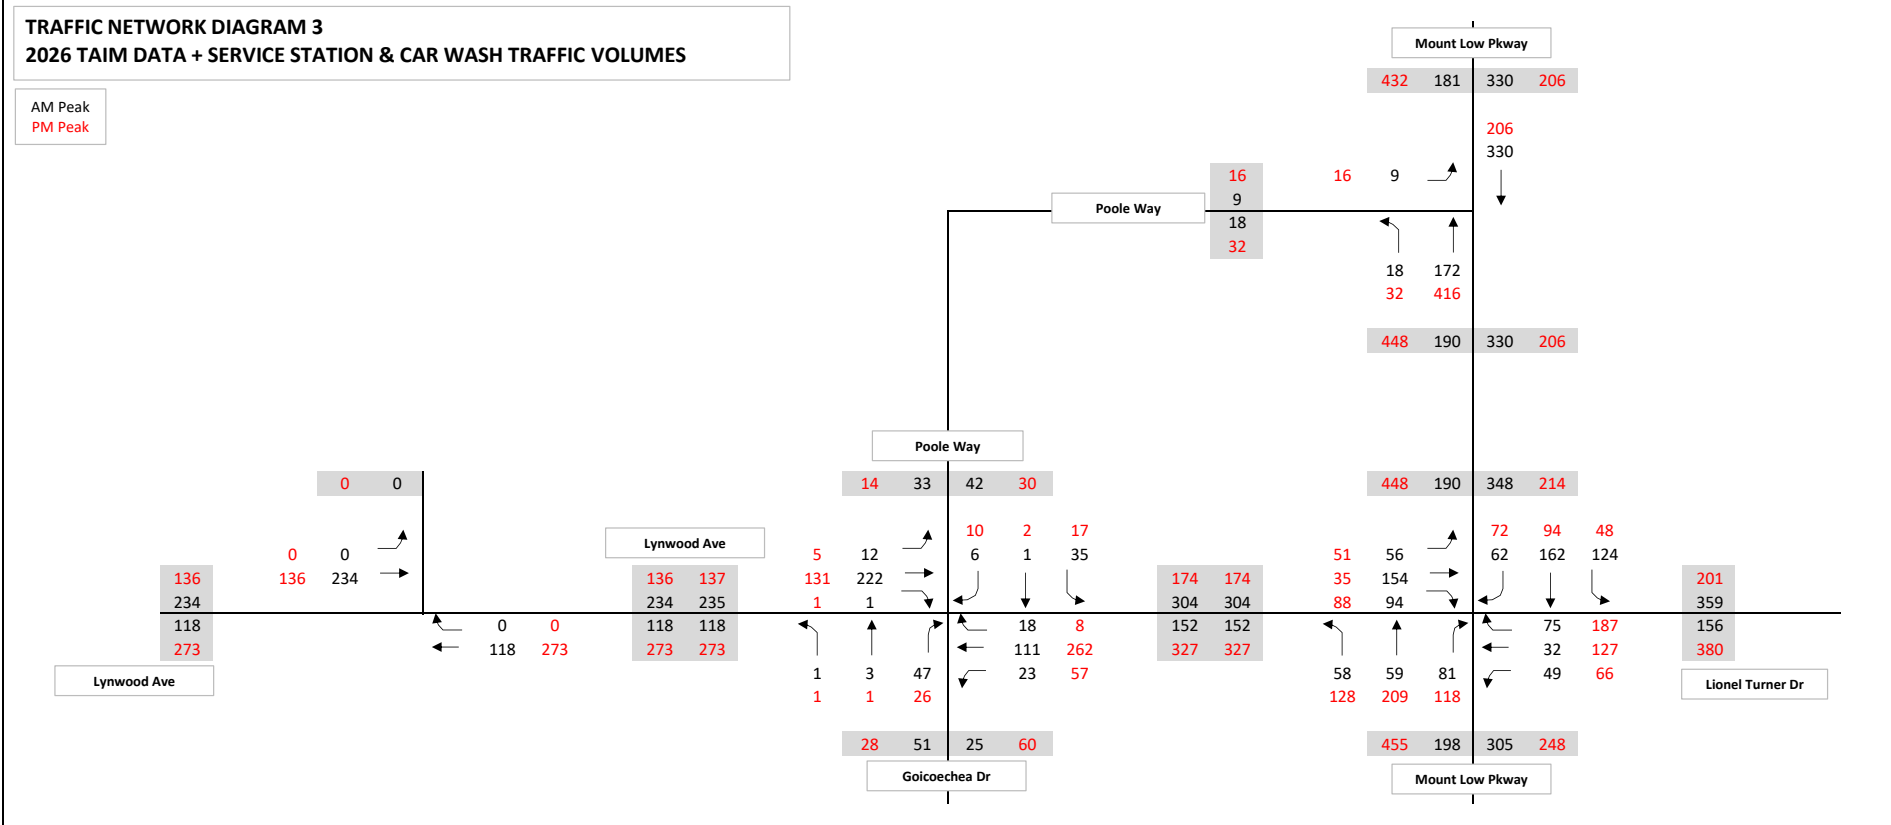 TRAFFIC NETWORK DIAGRAM 3
2026 TAIM DATA + SERVICE STATION & CAR WASH TRAFFIC VOLUMES
AM Peak
PM Peak
Mount Low Pkway
432 181 330 206
206
330
16 9
16
9
18
32
Poole Way
18 172
32 416
448 190 330 206
Poole Way
0 0
14 33 42 30
448 190 348 214
Lynwood Ave
10 2 17
6 1 35
72 94 48
62 162 124
0 0
136 234
5 12
131 222
1 1
51 56
35 154
88 94
136
234
118
273
136 137
234 235
118 118
273 273
174 174
304 304
152 152
327 327
201
359
156
380
0 0
118 273
18 8
111 262
23 57
75 187
32 127
49 66
1 3 47
1 1 26
58 59 81
128 209 118
Lynwood Ave
Lionel Turner Dr
28 51 25 60
455 198 305 248
Goicoechea Dr
Mount Low Pkway